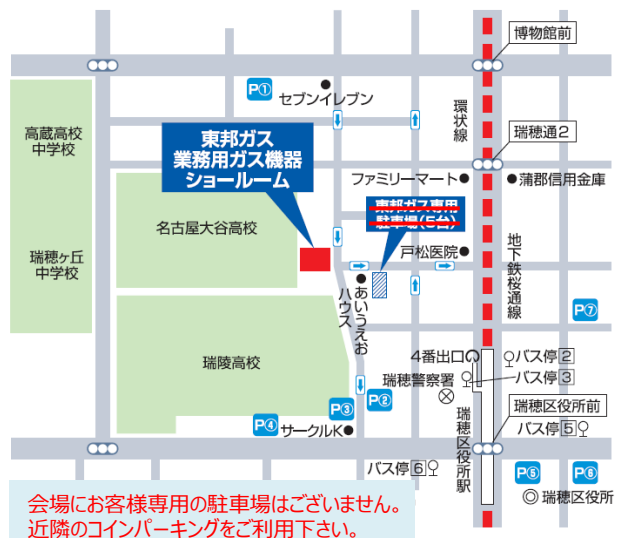 博物館前
P①
セブンイレブン
環状線
高蔵高校
中学校
東邦ガス
業務用ガス機器
ショールーム
瑞穂通2
ファミリーマート
蒲郡信用金庫
東邦ガス専用
駐車場(5台)
名古屋大谷高校
戸松医院
瑞穂ヶ丘
中学校
地下鉄桜通線
あいうえお
ハウス
P⑦
瑞陵高校
4番出口
バス停2
瑞穂警察署
バス停3
P②
P③
瑞穂区役所前
P④
サークルK
バス停5
瑞穂区役所駅
バス停6
P⑤
P⑥
瑞穂区役所
会場にお客様専用の駐車場はございません。
近隣のコインパーキングをご利用下さい。